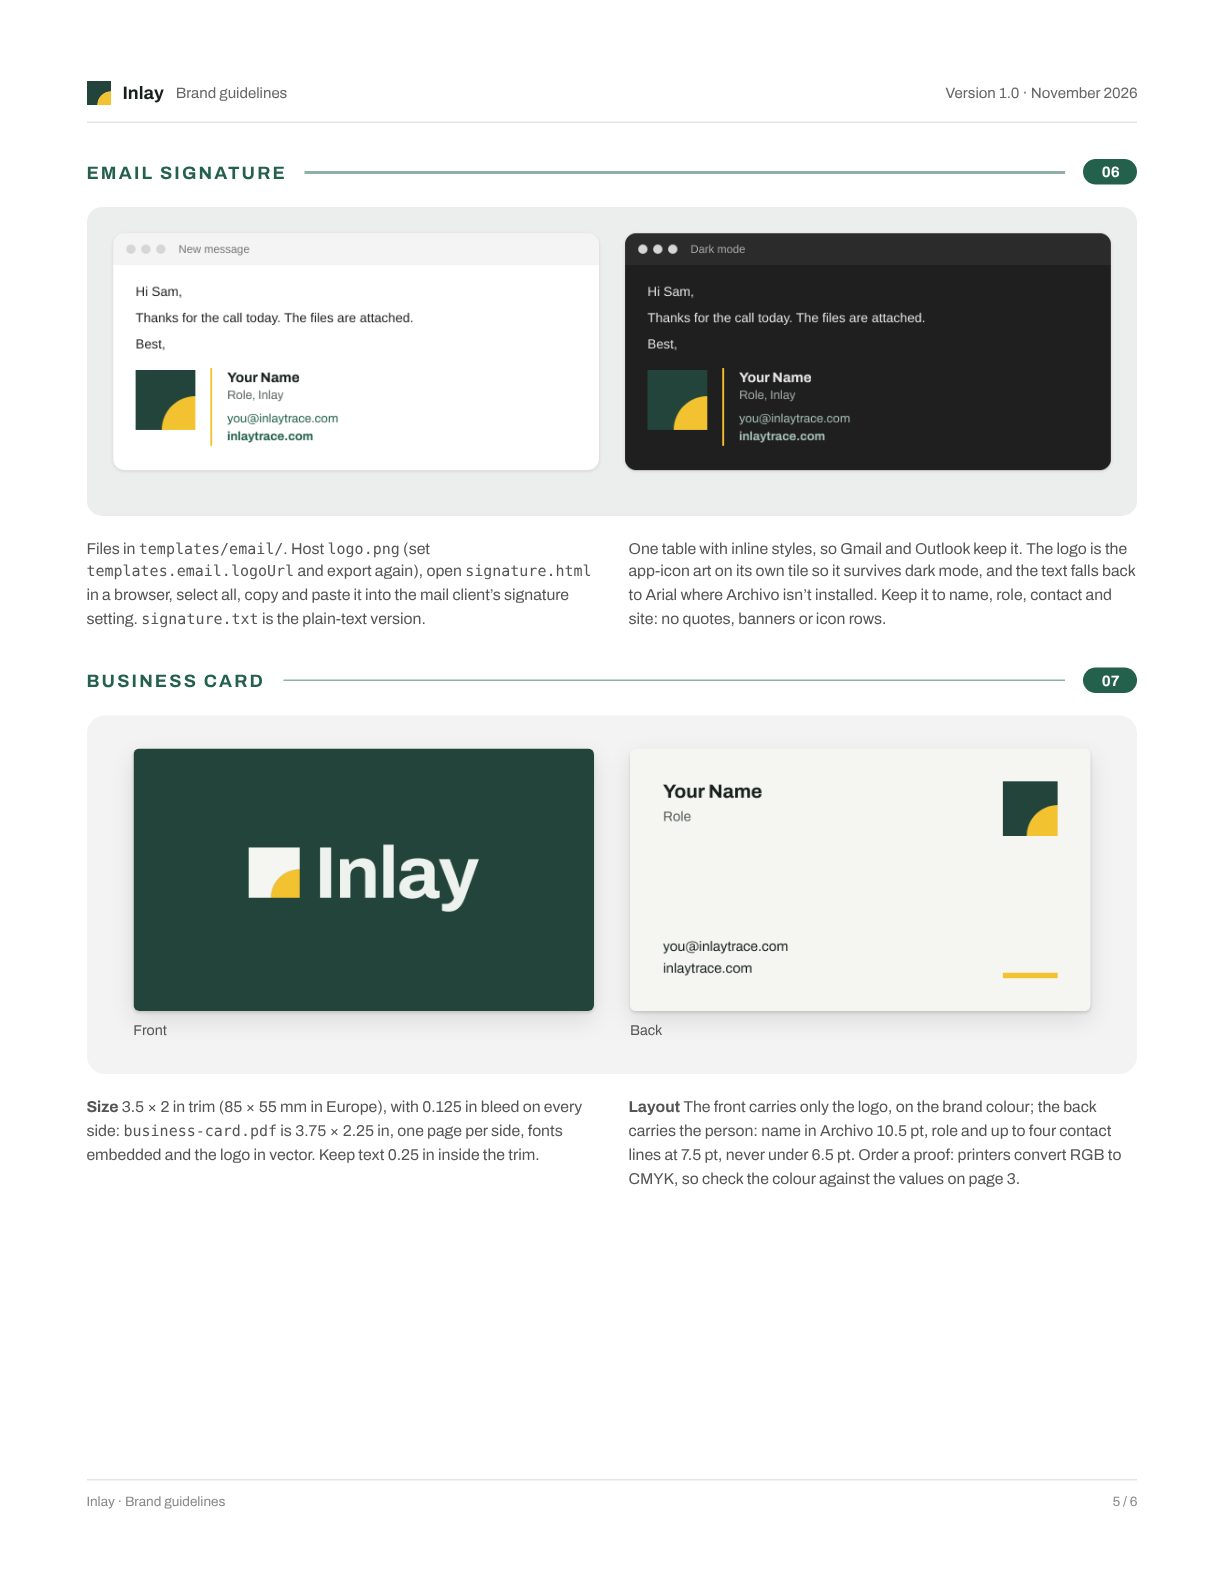 Inlay Brand guidelines
Version 1.0 · November 2026
EMAIL SIGNATURE
06
New message
Hi Sam,
Thanks for the call today. The files are attached.
Best,
Your Name
Role, Inlay
you@inlaytrace.com
inlaytrace.com
Dark mode
Hi Sam,
Thanks for the call today. The files are attached.
Best,
Your Name
Role, Inlay
you@inlaytrace.com
inlaytrace.com
Files in templates/email/. Host logo.png (set
templates.email.logoUrl and export again), open signature.html
in a browser, select all, copy and paste it into the mail client’s signature
setting. signature.txt is the plain-text version.
One table with inline styles, so Gmail and Outlook keep it. The logo is the
app-icon art on its own tile so it survives dark mode, and the text falls back
to Arial where Archivo isn’t installed. Keep it to name, role, contact and
site: no quotes, banners or icon rows.
BUSINESS CARD
07
Inlay
Front
Your Name
Role
you@inlaytrace.com
inlaytrace.com
Back
Size 3.5 × 2 in trim (85 × 55 mm in Europe), with 0.125 in bleed on every
side: business-card.pdf is 3.75 × 2.25 in, one page per side, fonts
embedded and the logo in vector. Keep text 0.25 in inside the trim.
Layout The front carries only the logo, on the brand colour; the back
carries the person: name in Archivo 10.5 pt, role and up to four contact
lines at 7.5 pt, never under 6.5 pt. Order a proof: printers convert RGB to
CMYK, so check the colour against the values on page 3.
Inlay · Brand guidelines
5 / 6